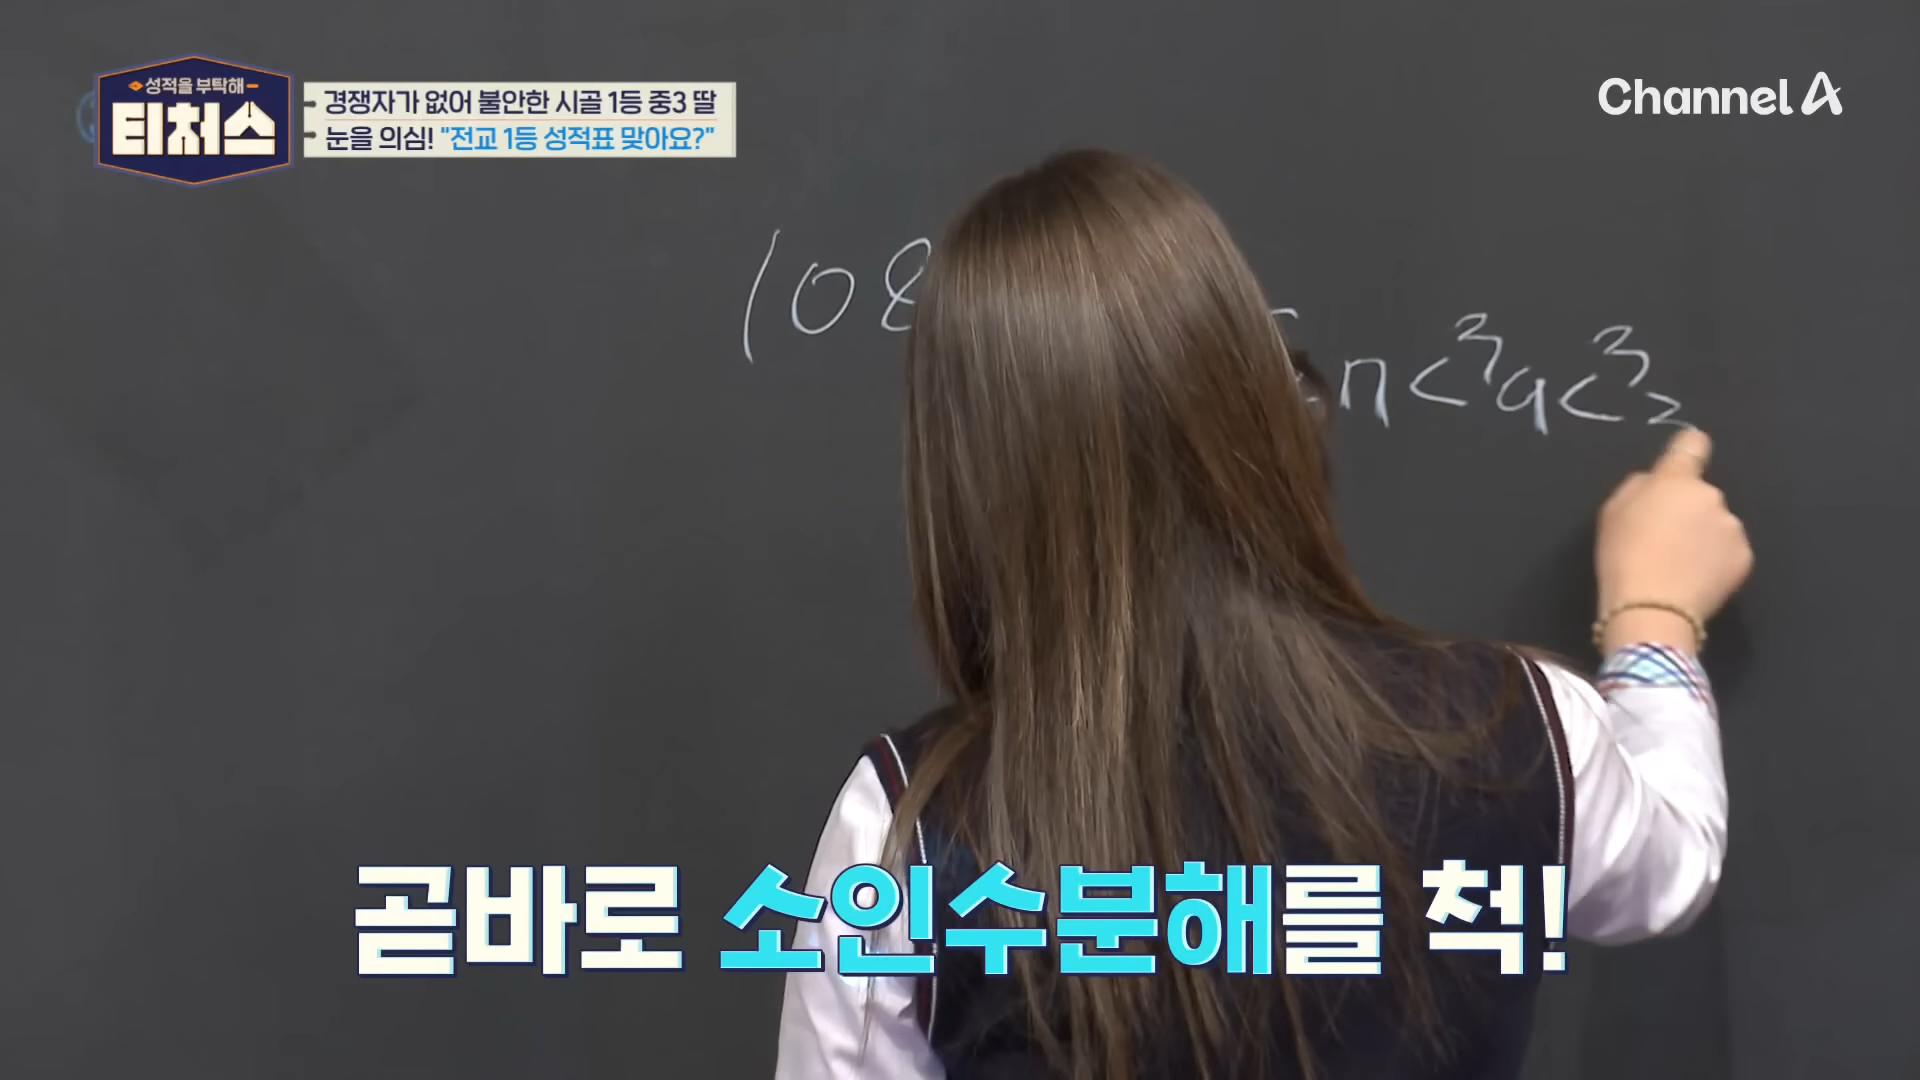 성적을 부탁해
티처스
경쟁자가 없어 불안한 시골 1등 중3 딸
눈을 의심! "전교 1등 성적표 맞아요?"
Channel A
108
곧바로 소인수분해를 척!